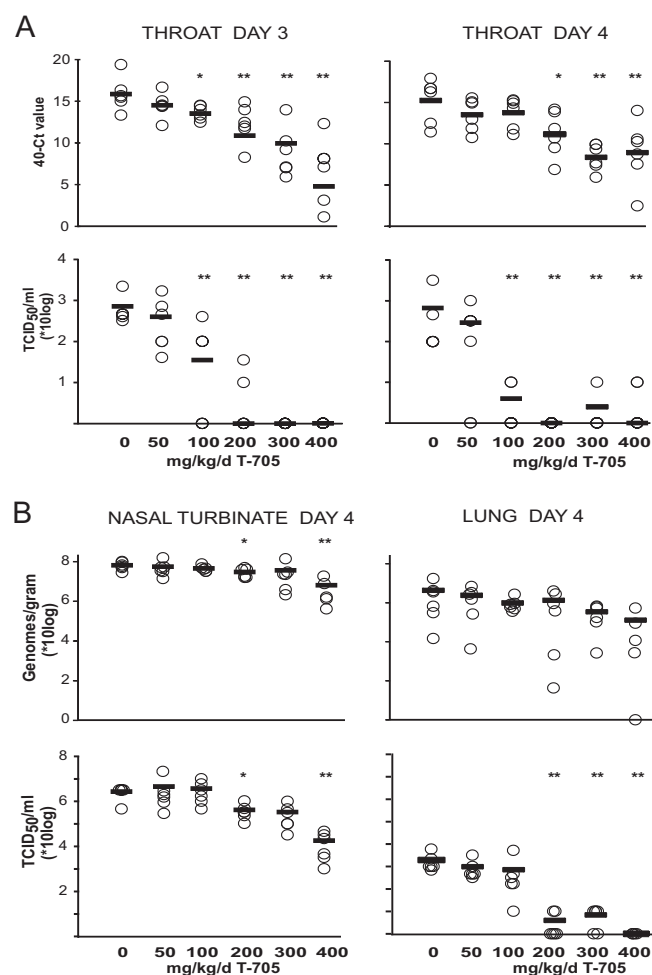 A
THROAT DAY 3
THROAT DAY 4
20
15
10
5
0
40-Ct value
*
**
**
**
*
**
**
4
3
2
1
0
TCID50/ml
(*10log)
**
**
**
**
**
**
**
**
0 50 100 200 300 400
mg/kg/d T-705
0 50 100 200 300 400
mg/kg/d T-705
B
NASAL TURBINATE DAY 4
LUNG DAY 4
8
6
4
2
0
Genomes/gram
(*10log)
*
**
8
6
4
2
TCID50/ml
(*10log)
*
**
**
**
**
0 50 100 200 300 400
mg/kg/d T-705
0 50 100 200 300 400
mg/kg/d T-705